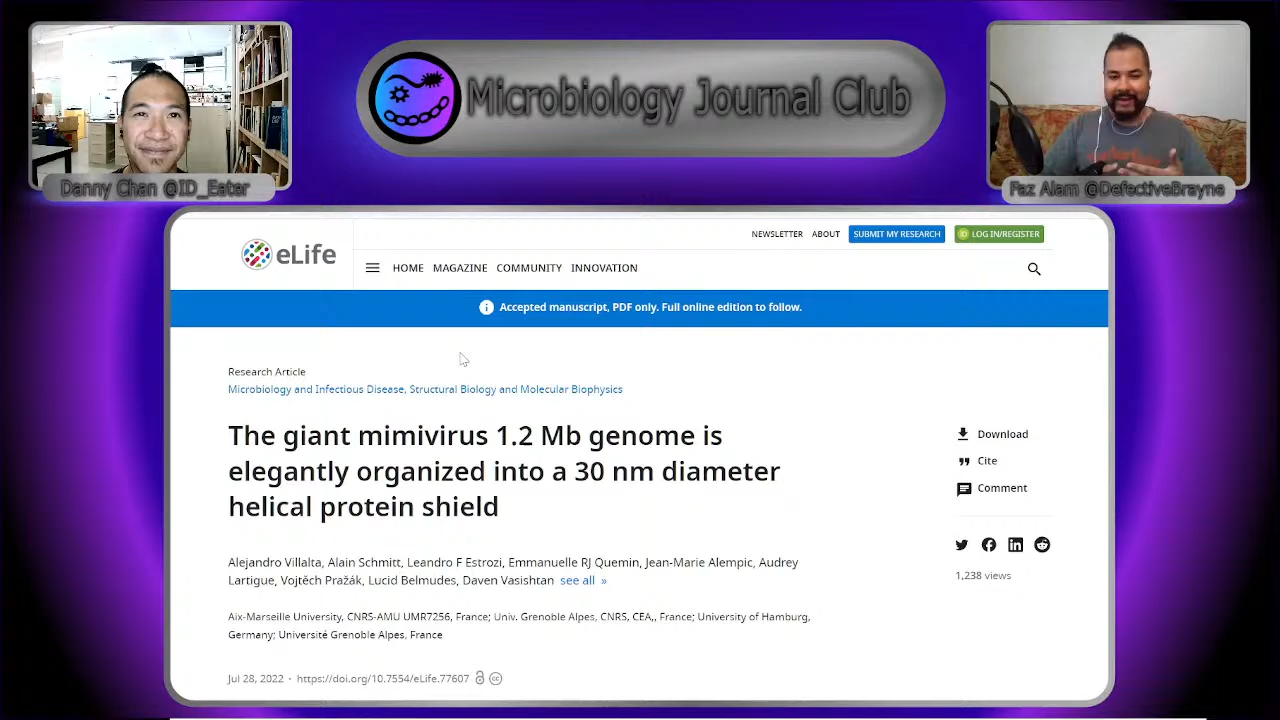 Microbiology Journal Club
Danny Chan @ID_Eater
Faz Alam @DefectiveBrayne
eLife
NEWSLETTER ABOUT SUBMIT MY RESEARCH LOG IN/REGISTER
HOME MAGAZINE COMMUNITY INNOVATION
Accepted manuscript, PDF only. Full online edition to follow.
Research Article
Microbiology and Infectious Disease, Structural Biology and Molecular Biophysics
The giant mimivirus 1.2 Mb genome is
elegantly organized into a 30 nm diameter
helical protein shield
Download
Cite
Comment
Alejandro Villalta, Alain Schmitt, Leandro F Estrozi, Emmanuelle RJ Quemin, Jean-Marie Alempic, Audrey
Lartigue, Vojtěch Pražák, Lucid Belmudes, Daven Vasishtan see all »
1,238 views
Aix-Marseille University, CNRS-AMU UMR7256, France; Univ. Grenoble Alpes, CNRS, CEA,, France; University of Hamburg,
Germany; Université Grenoble Alpes, France
Jul 28, 2022 · https://doi.org/10.7554/eLife.77607